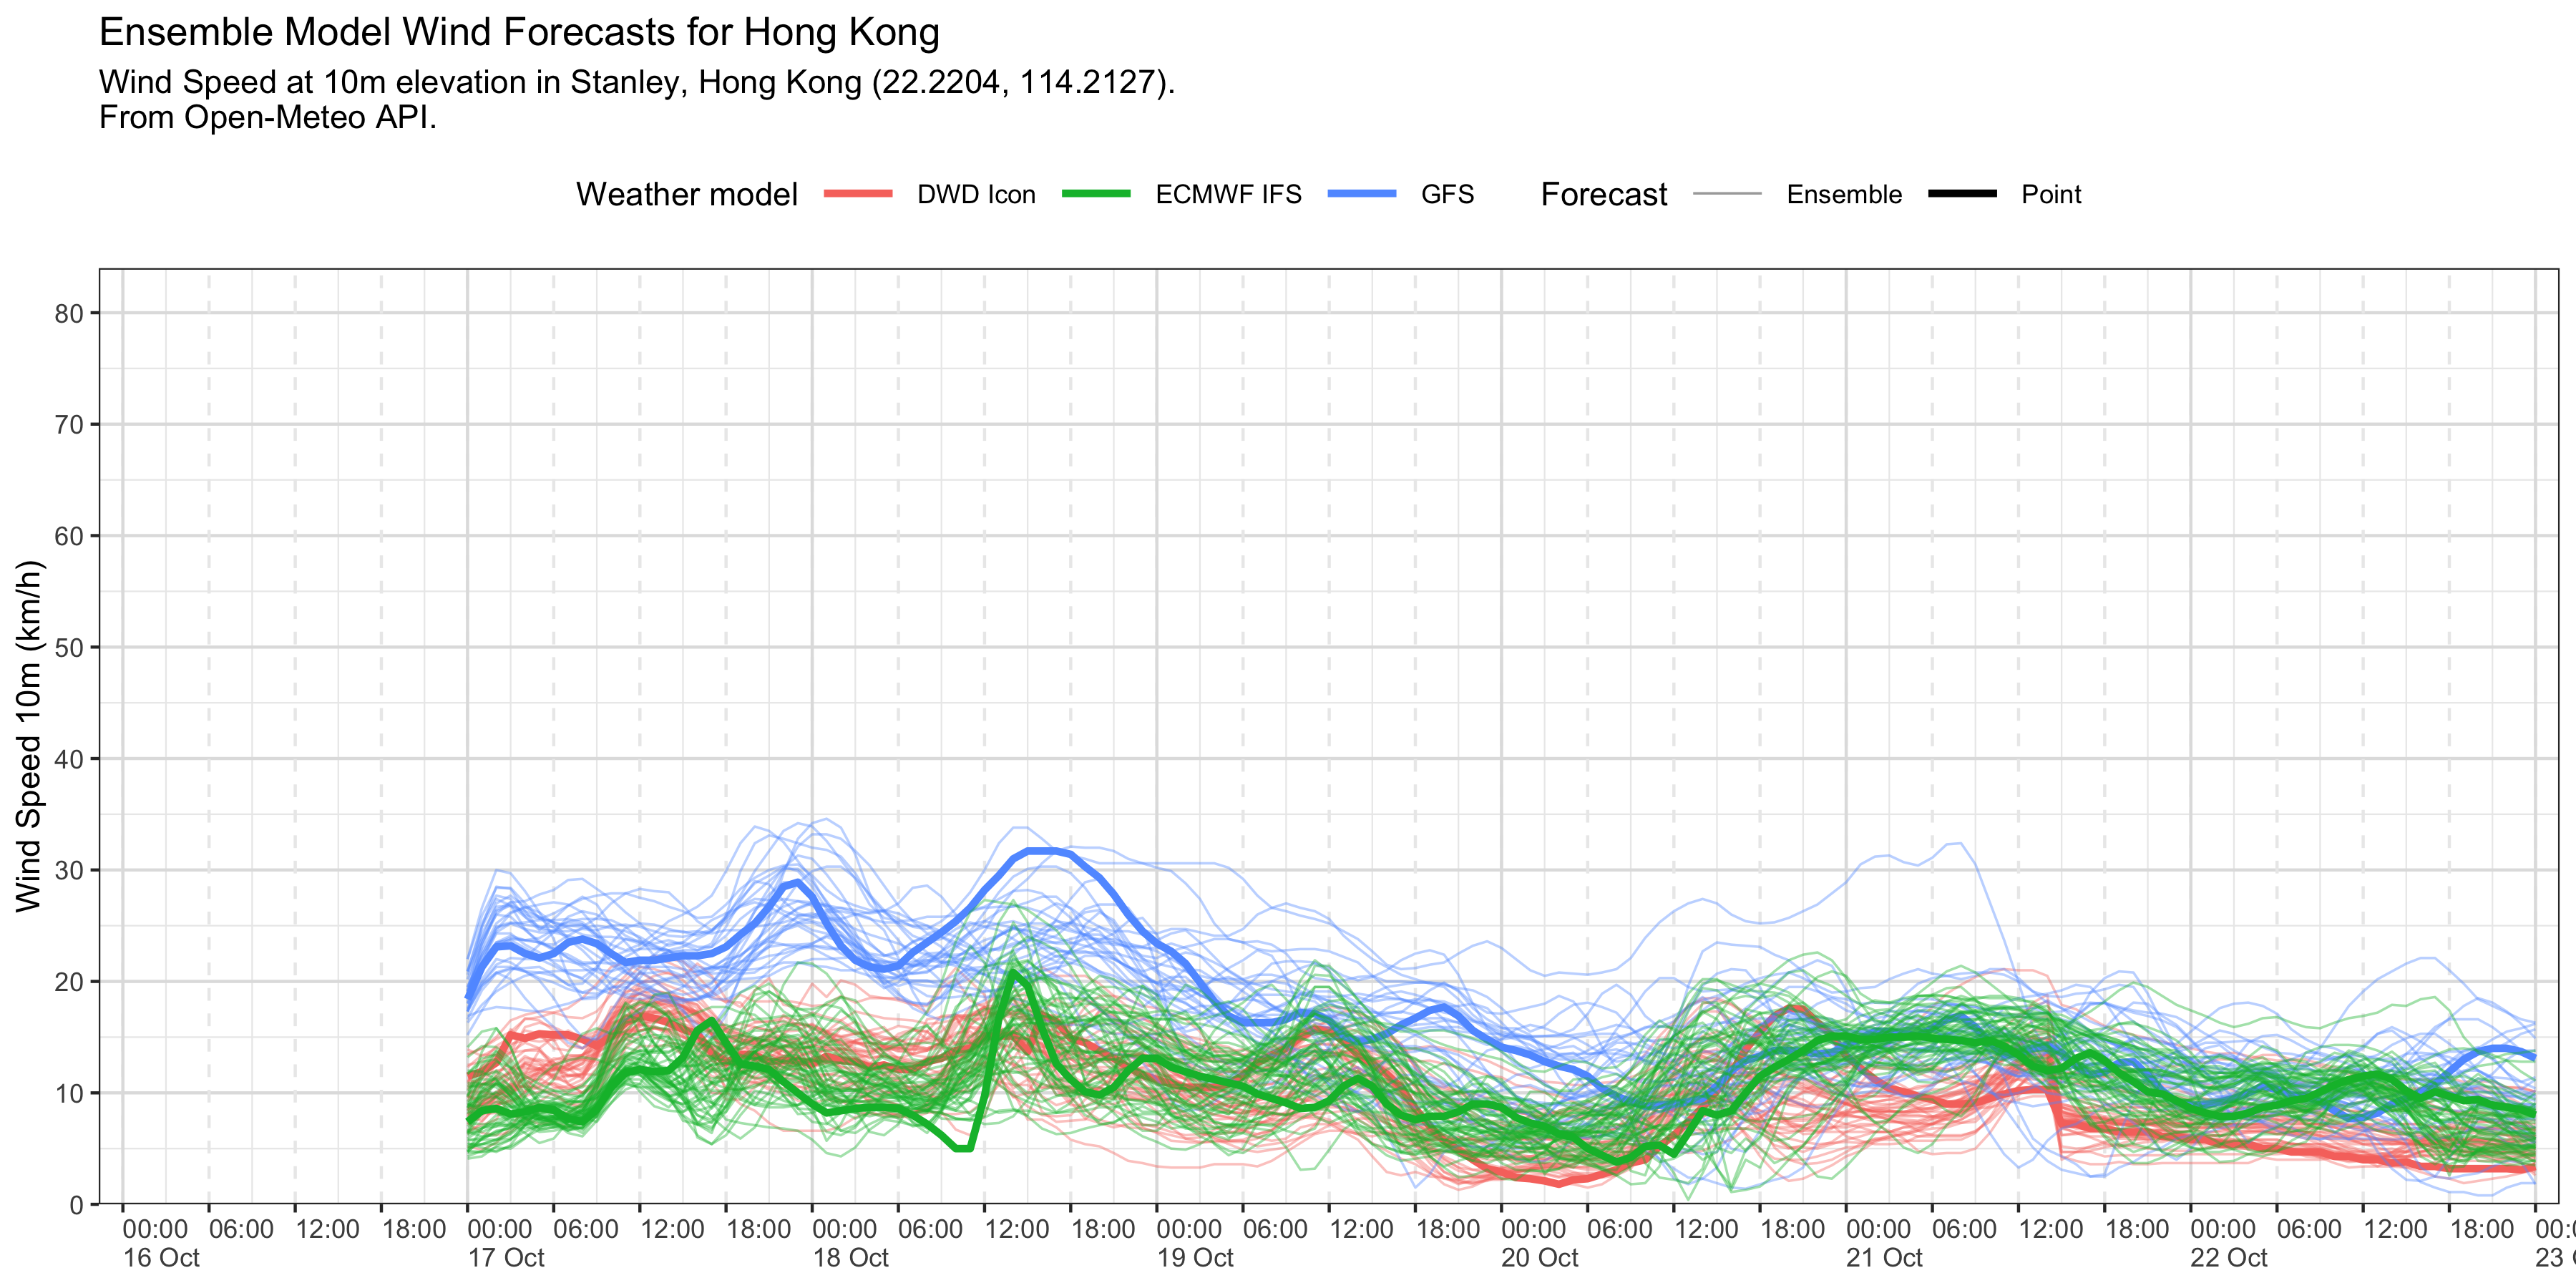 Ensemble Model Wind Forecasts for Hong Kong
Wind Speed at 10m elevation in Stanley, Hong Kong (22.2204, 114.2127).
From Open-Meteo API.
Weather model DWD Icon ECMWF IFS GFS Forecast Ensemble Point
Wind Speed 10m (km/h)
80
70
60
50
40
30
20
10
0
00:00 06:00 12:00 18:00 00:00 06:00 12:00 18:00 00:00 06:00 12:00 18:00 00:00 06:00 12:00 18:00 00:00 06:00 12:00 18:00 00:00 06:00 12:00 18:00 00:00 06:00 12:00 18:00
16 Oct 17 Oct 18 Oct 19 Oct 20 Oct 21 Oct 22 Oct 23